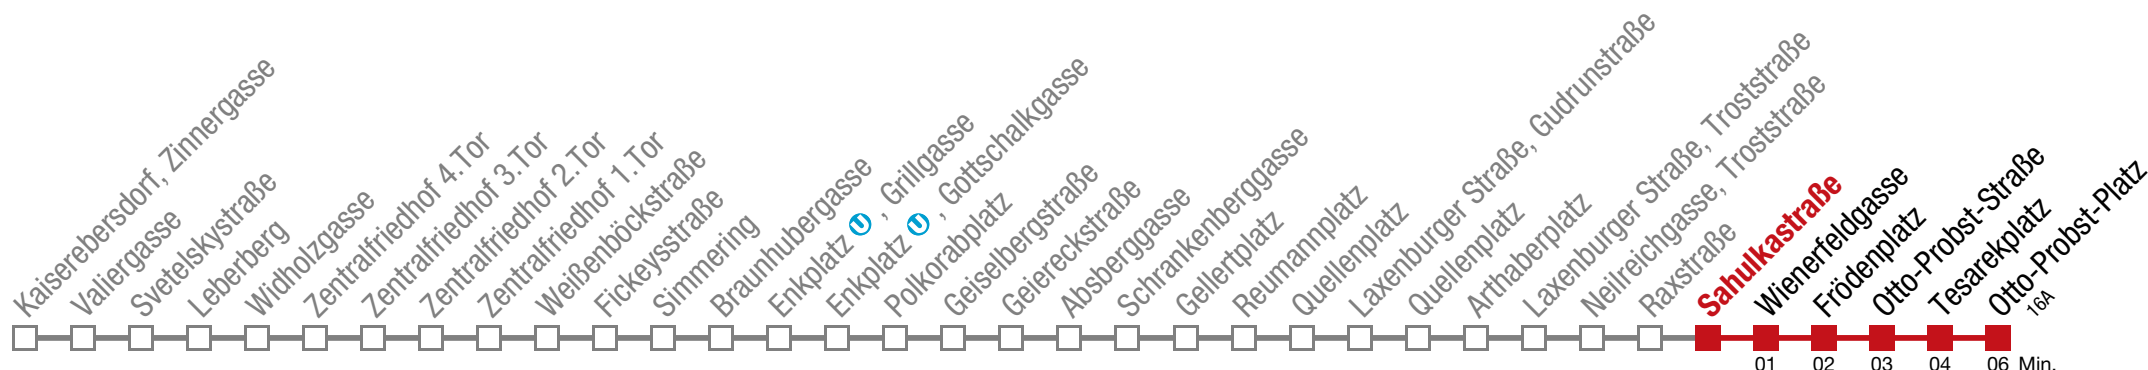 Kaiserebersdorf, Zinnergasse
Valiergasse
Svetelskystraße
Leberberg
Widholzgasse
Zentralfriedhof 4.Tor
Zentralfriedhof 3.Tor
Zentralfriedhof 2.Tor
Zentralfriedhof 1.Tor
Weißenböckstraße
Fickeysstraße
Simmering
Braunhubergasse
Enkplatz U, Grillgasse
Enkplatz U, Gottschalkgasse
Polkorabplatz
Geiselbergstraße
Geiereckstraße
Absberggasse
Schrankenberggasse
Gellertplatz
Reumannplatz
Quellenplatz
Laxenburger Straße, Gudrunstraße
Quellenplatz
Arthaberplatz
Laxenburger Straße, Troststraße
Neilreichgasse, Troststraße
Raxstraße
Sahulkastraße
Wienerfeldgasse
Frödenplatz
Otto-Probst-Straße
Tesarekplatz
Otto-Probst-Platz
16A
01 02 03 04 06 Min.